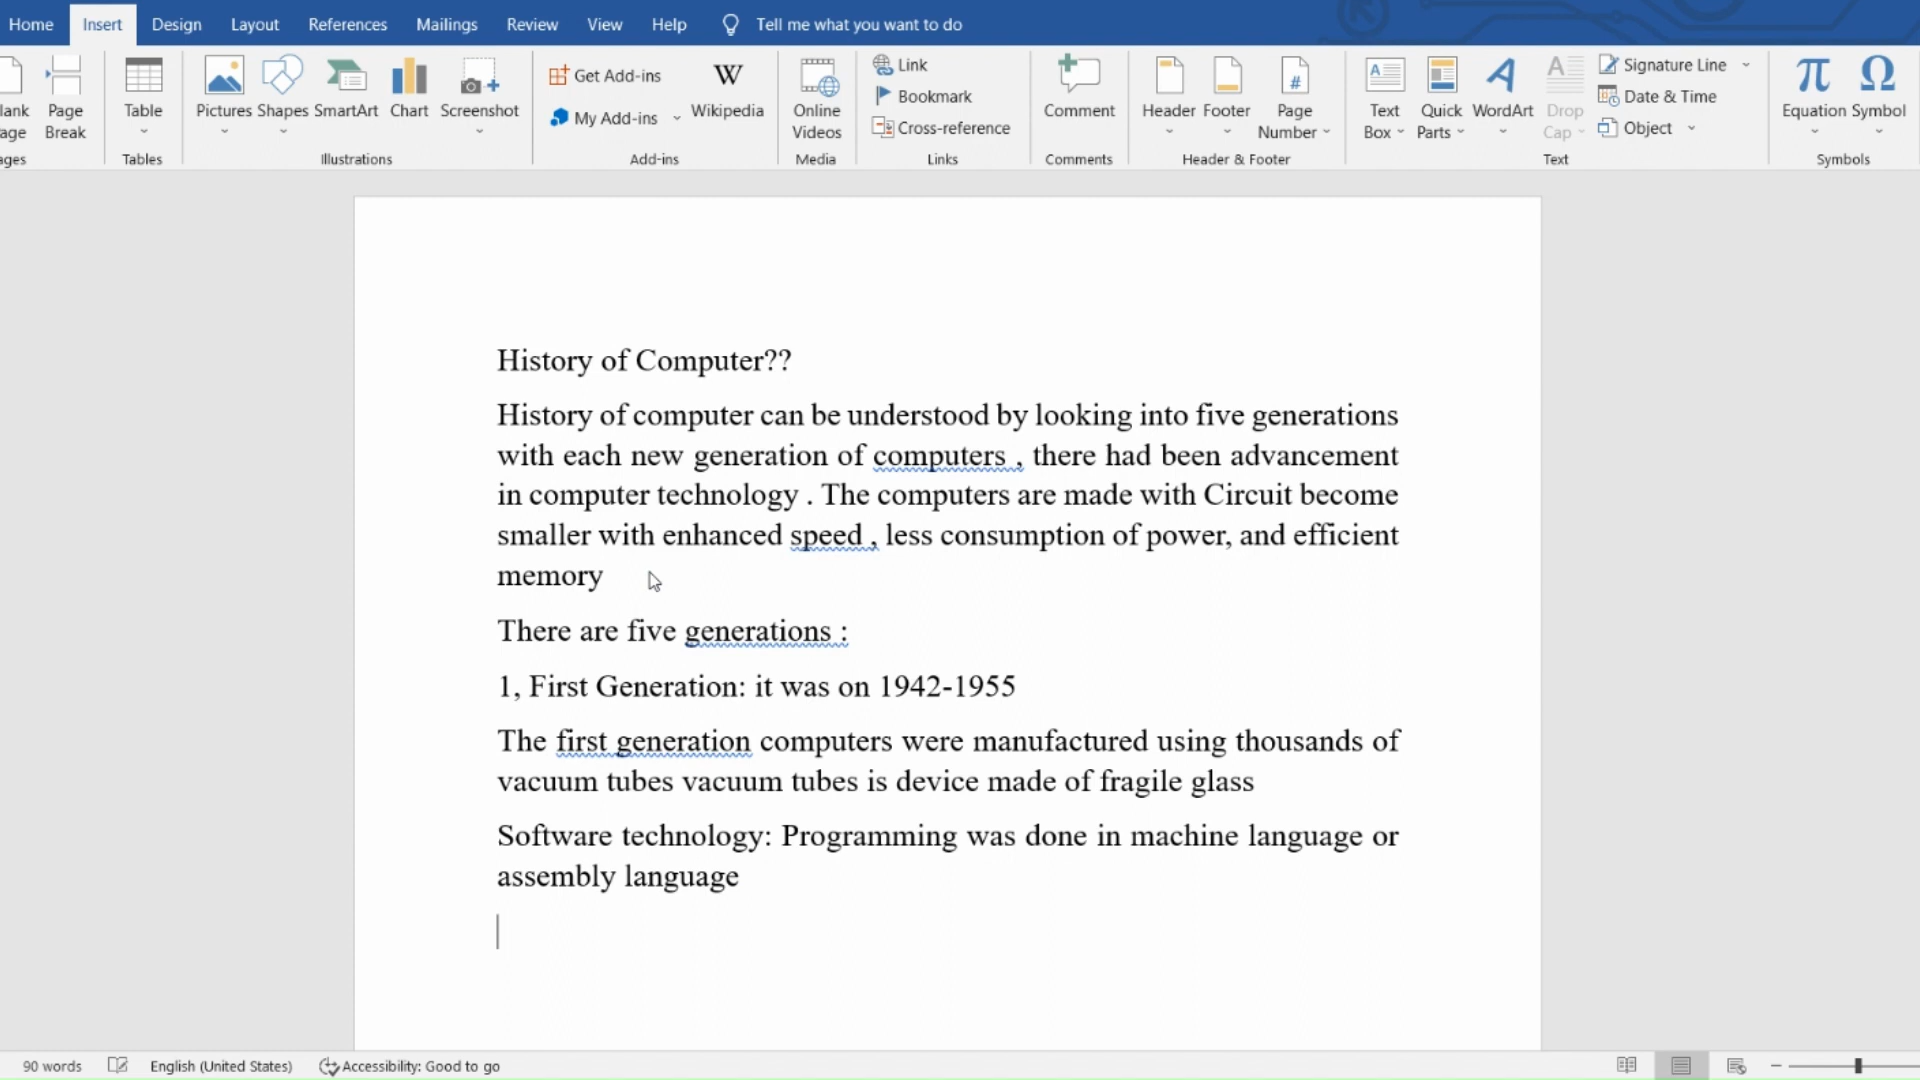 Home Insert Design Layout References Mailings Review View Help Tell me what you want to do
lank Page Table Pictures Shapes SmartArt Chart Screenshot Get Add-ins Wikipedia Online Link Comment Header Footer Page Text Quick WordArt Drop Signature Line Equation Symbol
age Break My Add-ins Videos Bookmark Number Box Parts Cap Date & Time
Cross-reference Object
ges Tables Illustrations Add-ins Media Links Comments Header & Footer Text Symbols
History of Computer??
History of computer can be understood by looking into five generations
with each new generation of computers , there had been advancement
in computer technology . The computers are made with Circuit become
smaller with enhanced speed , less consumption of power, and efficient
memory
There are five generations :
1, First Generation: it was on 1942-1955
The first generation computers were manufactured using thousands of
vacuum tubes vacuum tubes is device made of fragile glass
Software technology: Programming was done in machine language or
assembly language
90 words English (United States) Accessibility: Good to go